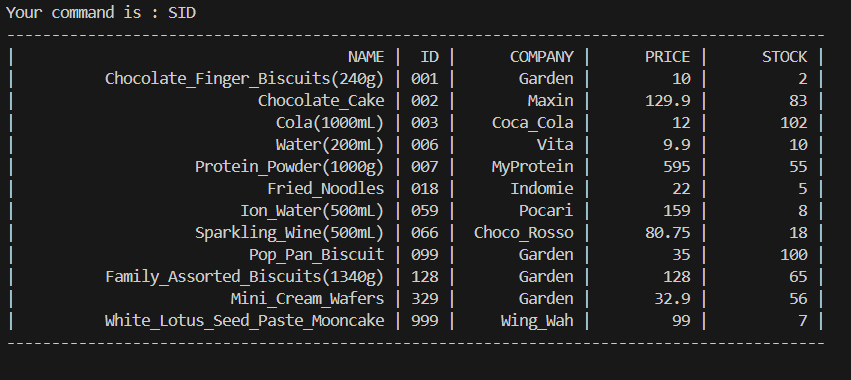 Your command is : SID
-------------------------------------------------------------------------------------------
|                                     NAME |  ID |      COMPANY |      PRICE |      STOCK |
|          Chocolate_Finger_Biscuits(240g) | 001 |       Garden |         10 |          2 |
|                           Chocolate_Cake | 002 |        Maxin |      129.9 |         83 |
|                             Cola(1000mL) | 003 |    Coca_Cola |         12 |        102 |
|                             Water(200mL) | 006 |         Vita |        9.9 |         10 |
|                    Protein_Powder(1000g) | 007 |    MyProtein |        595 |         55 |
|                            Fried_Noodles | 018 |      Indomie |         22 |          5 |
|                         Ion_Water(500mL) | 059 |       Pocari |        159 |          8 |
|                    Sparkling_Wine(500mL) | 066 |  Choco_Rosso |      80.75 |         18 |
|                          Pop_Pan_Biscuit | 099 |       Garden |         35 |        100 |
|          Family_Assorted_Biscuits(1340g) | 128 |       Garden |        128 |         65 |
|                        Mini_Cream_Wafers | 329 |       Garden |       32.9 |         56 |
|          White_Lotus_Seed_Paste_Mooncake | 999 |     Wing_Wah |         99 |          7 |
-------------------------------------------------------------------------------------------